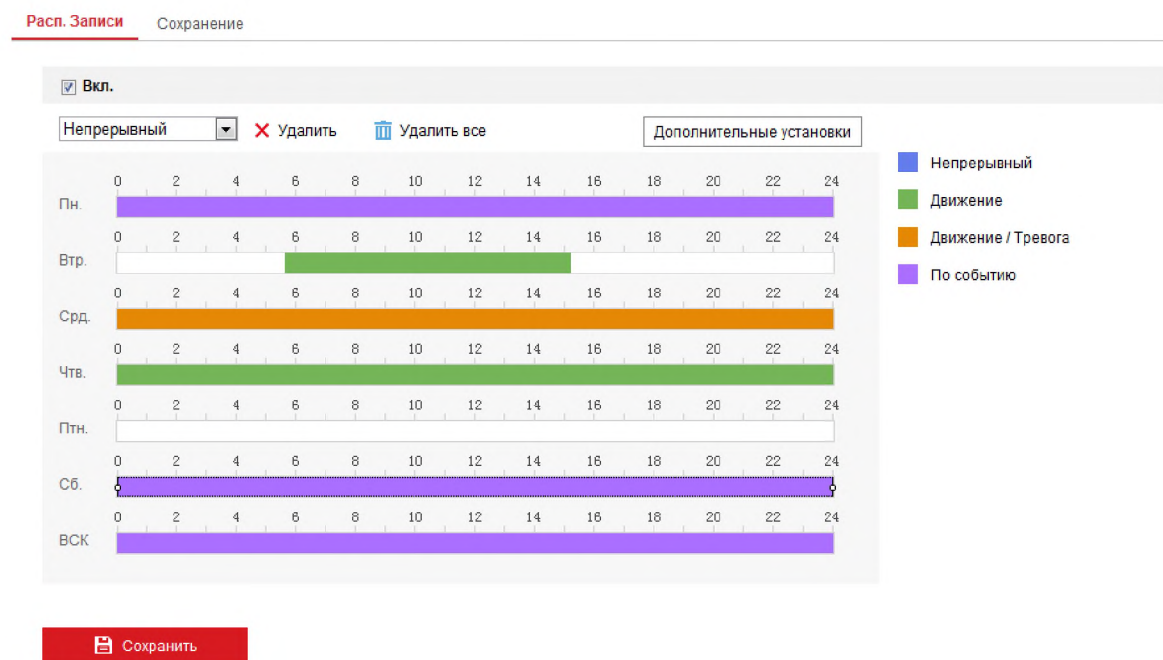 Расп. Записи Сохранение
Вкл.
Непрерывный Удалить Удалить все Дополнительные установки
Непрерывный
0 2 4 6 8 10 12 14 16 18 20 22 24
Пн.
Движение
0 2 4 6 8 10 12 14 16 18 20 22 24
Движение / Тревога
Втр.
По событию
0 2 4 6 8 10 12 14 16 18 20 22 24
Срд.
0 2 4 6 8 10 12 14 16 18 20 22 24
Чтв.
0 2 4 6 8 10 12 14 16 18 20 22 24
Птн.
0 2 4 6 8 10 12 14 16 18 20 22 24
Сб.
0 2 4 6 8 10 12 14 16 18 20 22 24
ВСК
Сохранить